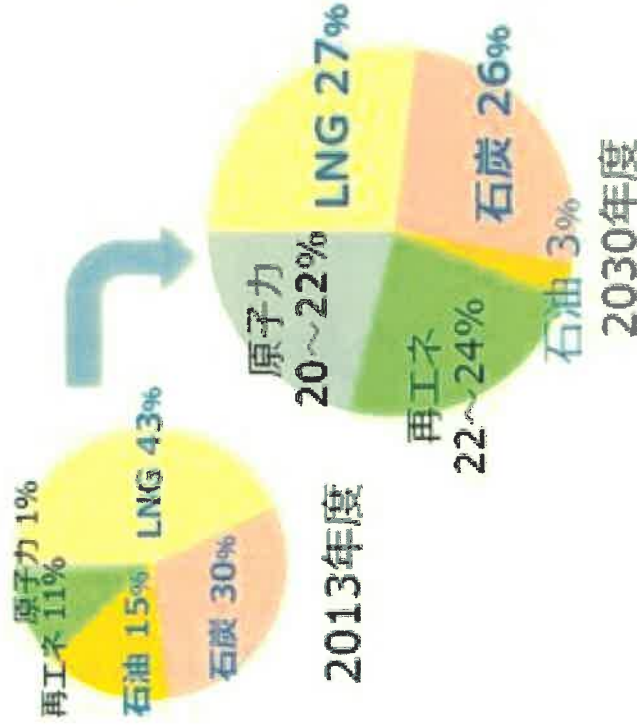 原子力 1%
再エネ 11%
石油 15%
石炭 30%
LNG 43%
2013年度
原子力
20～22%
再エネ
22～24%
石油 3%
石炭 26%
LNG 27%
2030年度